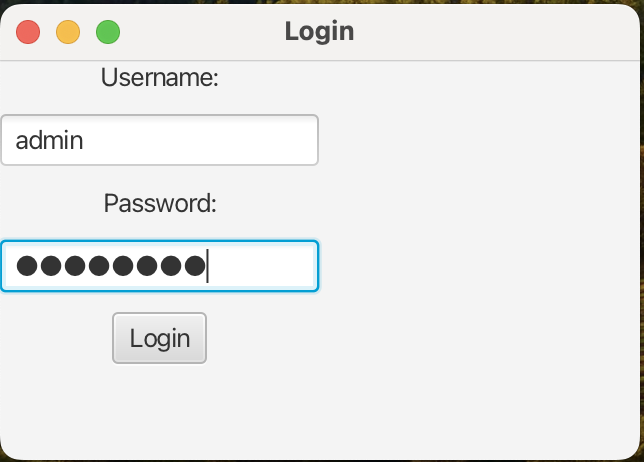 Login
Username:
admin
Password:
●●●●●●●●
Login